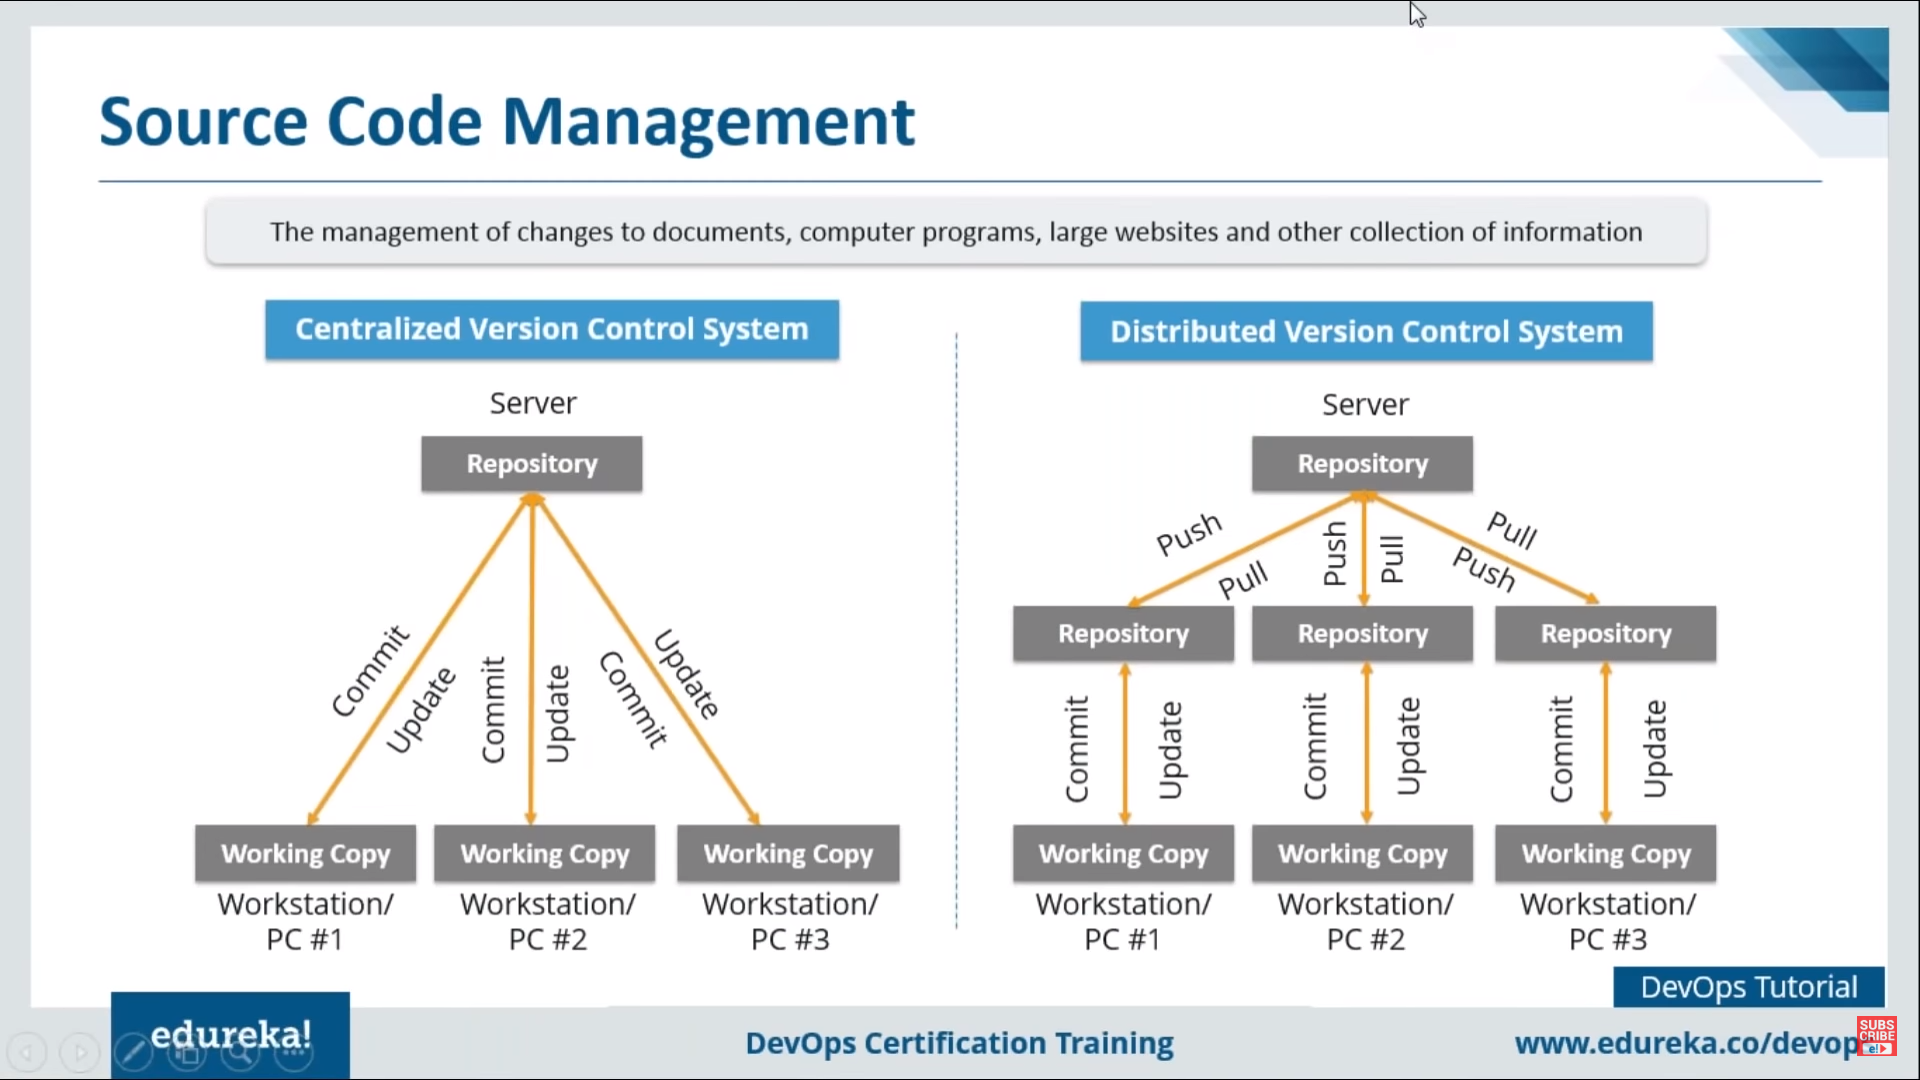 Source Code Management
The management of changes to documents, computer programs, large websites and other collection of information
Centralized Version Control System
Server
Repository
Commit
Update
Commit
Update
Commit
Update
Working Copy
Working Copy
Working Copy
Workstation/
PC #1
Workstation/
PC #2
Workstation/
PC #3
Distributed Version Control System
Server
Repository
Push
Pull
Push
Pull
Pull
Push
Repository
Repository
Repository
Commit
Update
Commit
Update
Commit
Update
Working Copy
Working Copy
Working Copy
Workstation/
PC #1
Workstation/
PC #2
Workstation/
PC #3
DevOps Tutorial
edureka!
DevOps Certification Training
www.edureka.co/devop
SUBS
CRIBE
e!